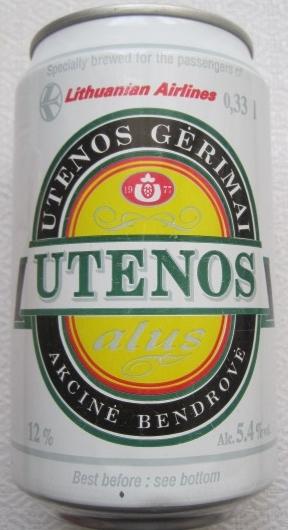 Specially brewed for the passengers of
Lithuanian Airlines
0,33 l
UTENOS GĖRIMAI
19 77
UTENOS
alus
AKCINĖ BENDROVĖ
12 %
Alc. 5.4 % vol.
Best before : see bottom